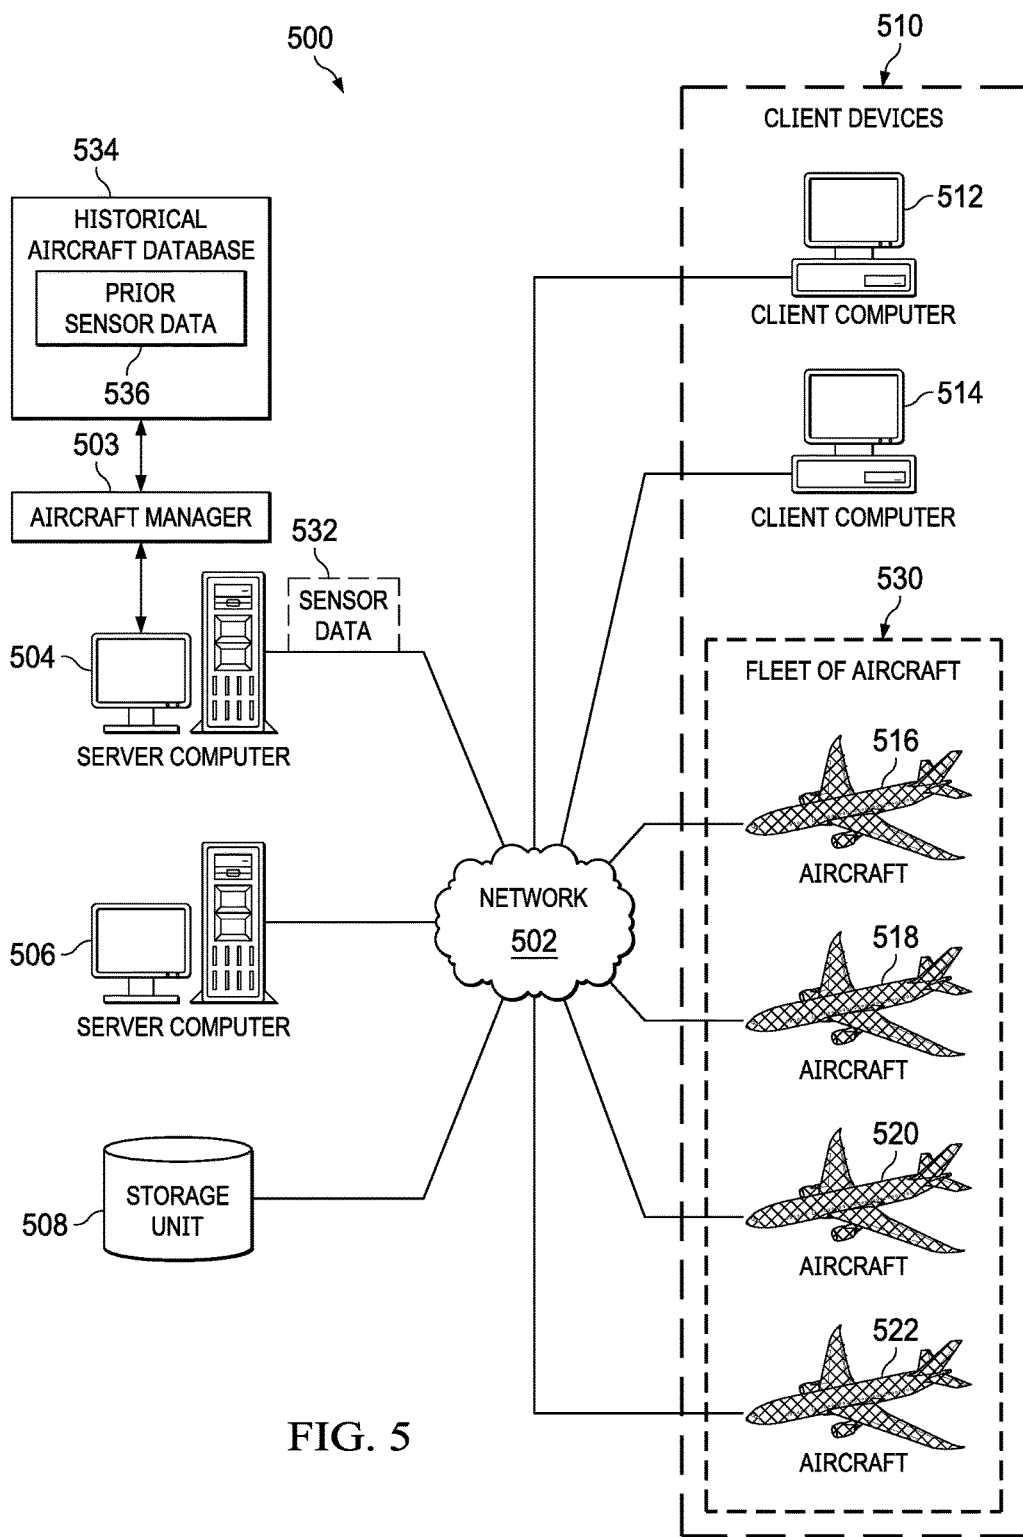 500
510
CLIENT DEVICES
534
HISTORICAL
AIRCRAFT DATABASE
PRIOR
SENSOR DATA
536
512
CLIENT COMPUTER
514
CLIENT COMPUTER
503
AIRCRAFT MANAGER
532
SENSOR
DATA
504
SERVER COMPUTER
530
FLEET OF AIRCRAFT
516
AIRCRAFT
506
SERVER COMPUTER
NETWORK
502
518
AIRCRAFT
508
STORAGE
UNIT
520
AIRCRAFT
522
AIRCRAFT
FIG. 5